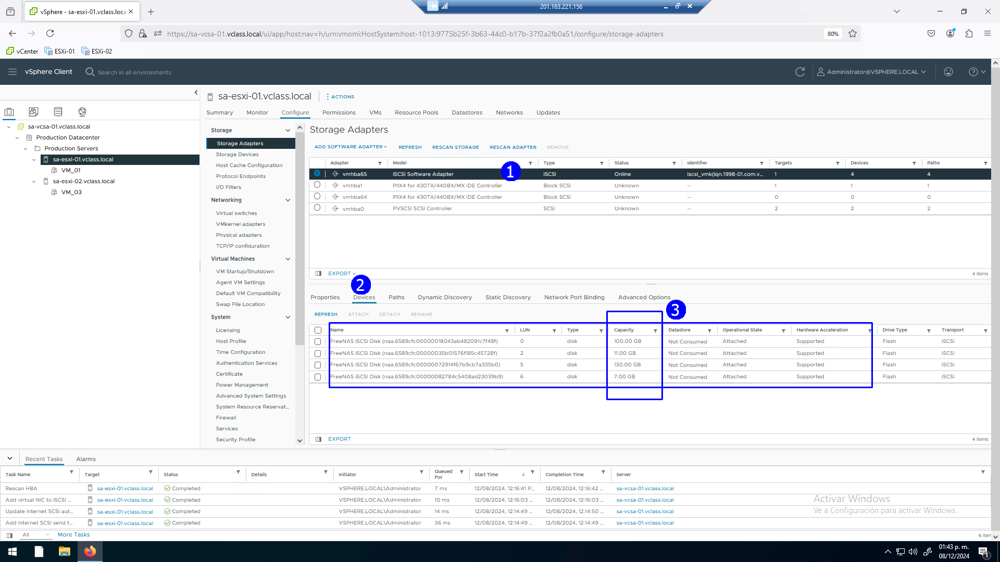 vSphere - sa-esxi-01.vclass.loca
201.163.221.156
https://sa-vcsa-01.vclass.local/ui/app/host;nav=h/urn:vmomi:HostSystem:host-1013:9775b25f-3b63-44c0-b17b-37f2a2fb0a51/configure/storage-adapters
80%
vCenter ESXi-01 ESXi-02
vSphere Client Search in all environments Administrator@VSPHERE.LOCAL
sa-esxi-01.vclass.local ACTIONS
Summary Monitor Configure Permissions VMs Resource Pools Datastores Networks Updates
sa-vcsa-01.vclass.local
Production Datacenter
Production Servers
sa-esxi-01.vclass.local
VM_01
sa-esxi-02.vclass.local
VM_03
Storage
Storage Adapters
Storage Devices
Host Cache Configuration
Protocol Endpoints
I/O Filters
Networking
Virtual switches
VMkernel adapters
Physical adapters
TCP/IP configuration
Virtual Machines
VM Startup/Shutdown
Agent VM Settings
Default VM Compatibility
Swap File Location
System
Licensing
Host Profile
Time Configuration
Authentication Services
Certificate
Power Management
Advanced System Settings
System Resource Reservat...
Firewall
Services
Security Profile
Storage Adapters
ADD SOFTWARE ADAPTER REFRESH RESCAN STORAGE RESCAN ADAPTER REMOVE
Adapter Model Type Status Identifier Targets Devices Paths
vmhba65 iSCSI Software Adapter iSCSI Online iscsi_vmk(iqn.1998-01.com.v... 1 4 4
vmhba1 PIIX4 for 430TX/440BX/MX IDE Controller Block SCSI Unknown -- 1 1 1
vmhba64 PIIX4 for 430TX/440BX/MX IDE Controller Block SCSI Unknown -- 0 0 0
vmhba0 PVSCSI SCSI Controller SCSI Unknown -- 2 2 2
1
EXPORT 4 items
2
Properties Devices Paths Dynamic Discovery Static Discovery Network Port Binding Advanced Options
3
REFRESH ATTACH DETACH RENAME
Name LUN Type Capacity Datastore Operational State Hardware Acceleration Drive Type Transport
FreeNAS iSCSI Disk (naa.6589cfc00000018043ab482091c7f48f) 0 disk 100.00 GB Not Consumed Attached Supported Flash iSCSI
FreeNAS iSCSI Disk (naa.6589cfc00000035b01576f185c45728f) 2 disk 11.00 GB Not Consumed Attached Supported Flash iSCSI
FreeNAS iSCSI Disk (naa.6589cfc00000072914f67b9cb7a335b0) 5 disk 130.00 GB Not Consumed Attached Supported Flash iSCSI
FreeNAS iSCSI Disk (naa.6589cfc00000082784c5408ad23039b9) 6 disk 7.00 GB Not Consumed Attached Supported Flash iSCSI
EXPORT 4 items
Recent Tasks Alarms
Task Name Target Status Details Initiator Queued For Start Time Completion Time Server
Rescan HBA sa-esxi-01.vclass.local Completed VSPHERE.LOCAL\Administrator 7 ms 12/08/2024, 12:16:41 P... 12/08/2024, 12:16:42 ... sa-vcsa-01.vclass.local
Add virtual NIC to iSCSI ... sa-esxi-01.vclass.local Completed VSPHERE.LOCAL\Administrator 10 ms 12/08/2024, 12:16:03 ... 12/08/2024, 12:16:03 ... sa-vcsa-01.vclass.local
Update Internet SCSI aut... sa-esxi-01.vclass.local Completed VSPHERE.LOCAL\Administrator 14 ms 12/08/2024, 12:14:49 ... 12/08/2024, 12:14:50 ... sa-vcsa-01.vclass.local
Add Internet SCSI send t... sa-esxi-01.vclass.local Completed VSPHERE.LOCAL\Administrator 36 ms 12/08/2024, 12:14:49 ... 12/08/2024, 12:14:49 ... sa-vcsa-01.vclass.local
Activar Windows
Ve a Configuración para activar Windows.
All More Tasks 6 item
01:43 p. m.
08/12/2024
1